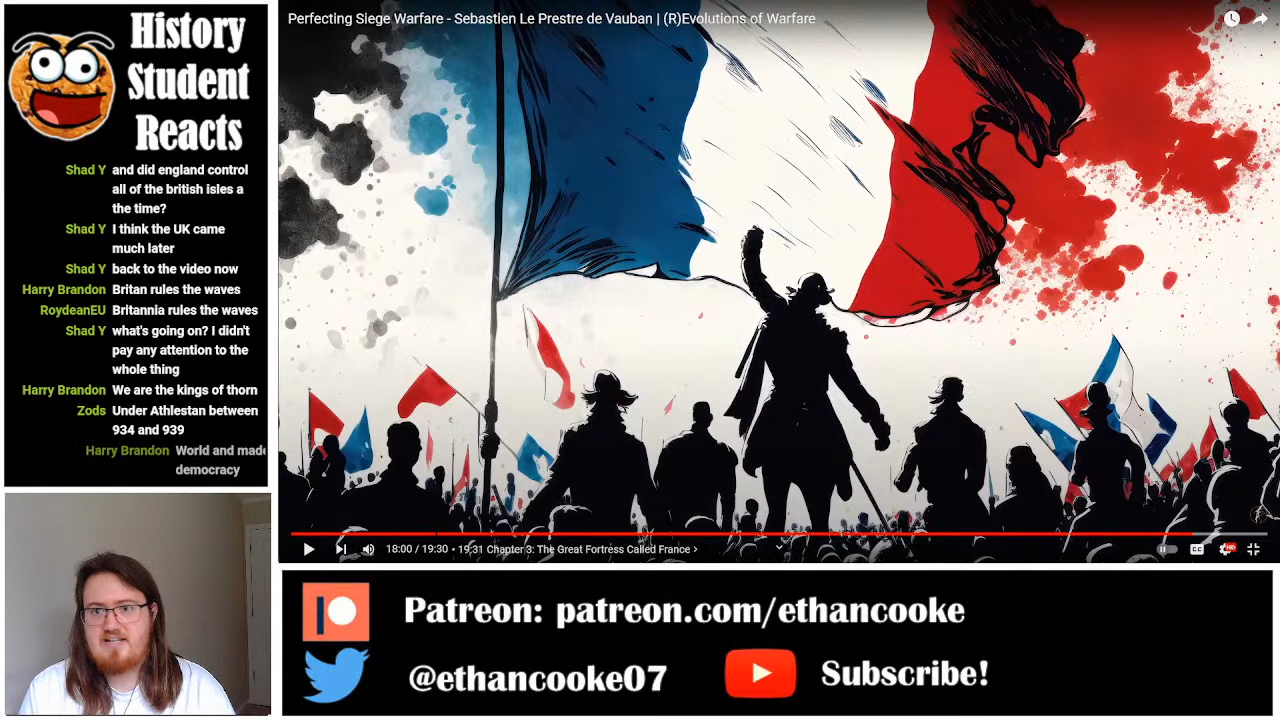 History
Student
Reacts
Shad Y and did england control
all of the british isles a
the time?
Shad Y I think the UK came
much later
Shad Y back to the video now
Harry Brandon Britan rules the waves
RoydeanEU Britannia rules the waves
Shad Y what's going on? I didn't
pay any attention to the
whole thing
Harry Brandon We are the kings of thorn
Zods Under Athlestan between
934 and 939
Harry Brandon World and made
democracy
Perfecting Siege Warfare - Sebastien Le Prestre de Vauban | (R)Evolutions of Warfare
18:00 / 19:30 • 19:31 Chapter 3: The Great Fortress Called France ›
CC
HD
Patreon: patreon.com/ethancooke
@ethancooke07
Subscribe!